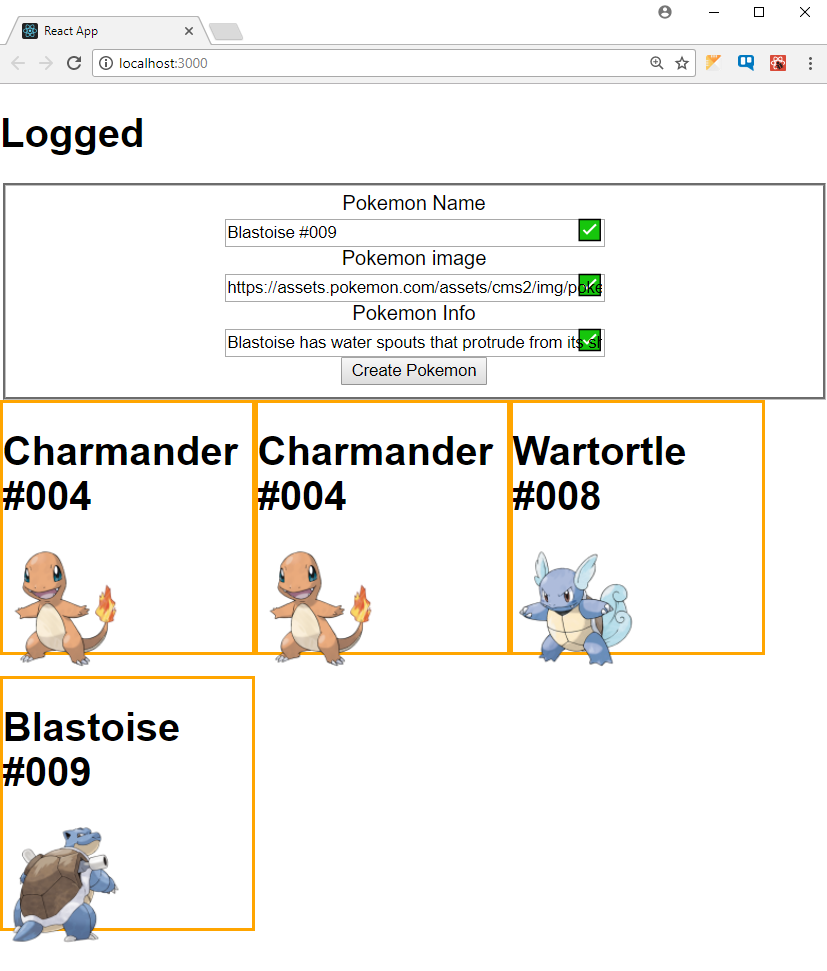 React App
localhost:3000
Logged
Pokemon Name
Blastoise #009
Pokemon image
https://assets.pokemon.com/assets/cms2/img/poke
Pokemon Info
Blastoise has water spouts that protrude from its sh
Create Pokemon
Charmander
#004
Charmander
#004
Wartortle
#008
Blastoise
#009